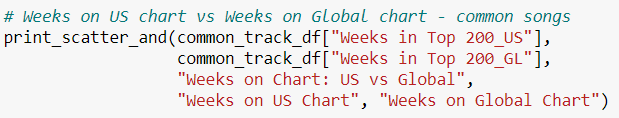 # Weeks on US chart vs Weeks on Global chart - common songs
print_scatter_and(common_track_df["Weeks in Top 200_US"],
common_track_df["Weeks in Top 200_GL"],
"Weeks on Chart: US vs Global",
"Weeks on US Chart", "Weeks on Global Chart")